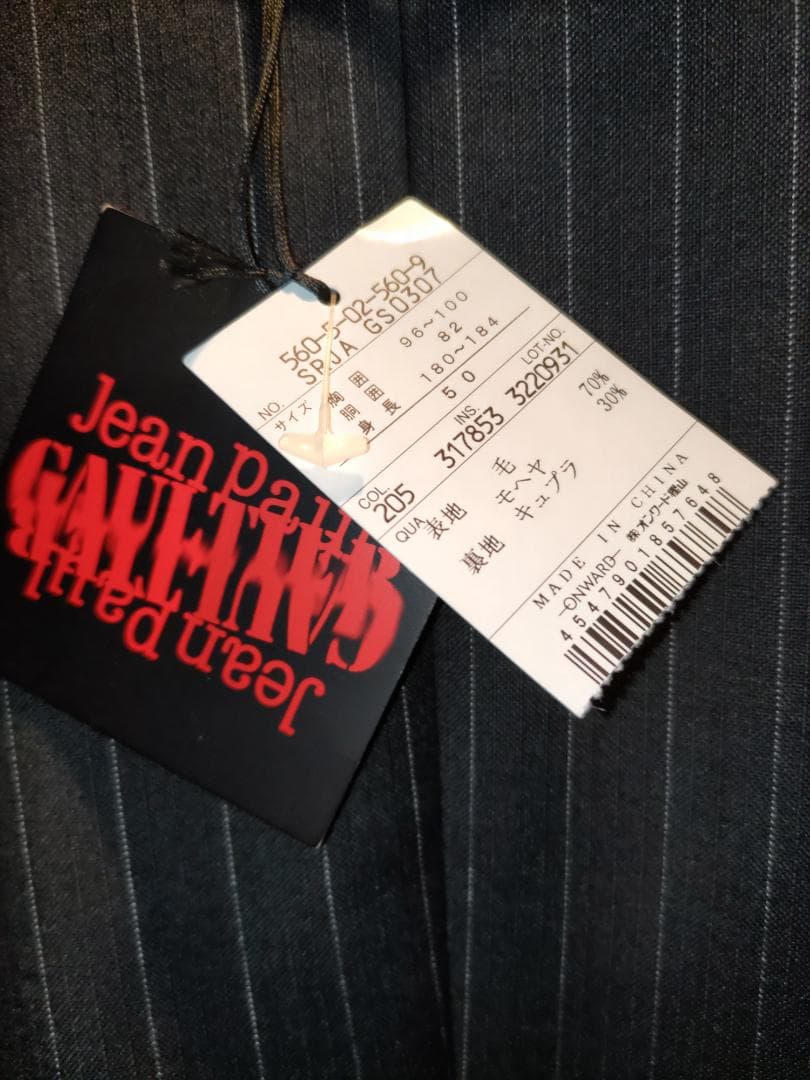 Jean paul
GAULTIER
GAULTIER
Jean paul
560-5-02-560-9
NO. SPJA GS0307
サイズ 胸囲 96~100
胴囲 82
身長 180~184
50
COL. INS. LOT-NO.
205 317853 3220931
QUA
表地 毛 70%
モヘヤ 30%
裏地 キュプラ
MADE IN CHINA
ONWARD ㈱オンワード樫山
4547901857648